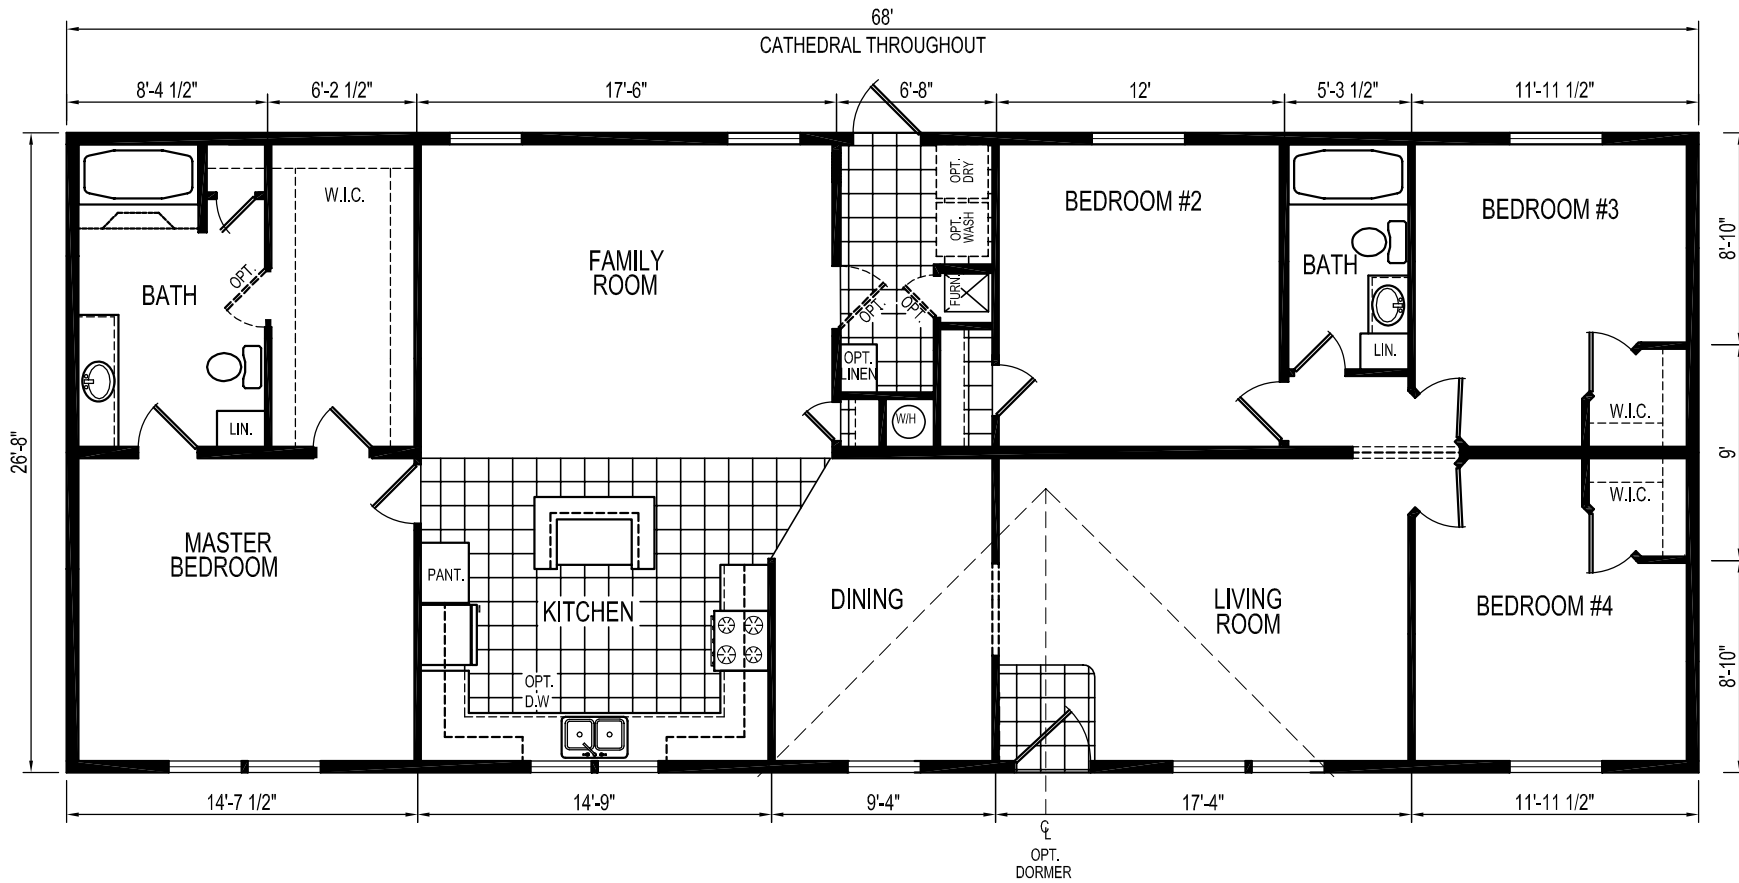 68'
CATHEDRAL THROUGHOUT
8'-4 1/2"
6'-2 1/2"
17'-6"
6'-8"
12'
5'-3 1/2"
11'-11 1/2"
W.I.C.
OPT.
DRY
OPT.
WASH
BEDROOM #2
BEDROOM #3
8'-10"
FAMILY
ROOM
BATH
OPT.
BATH
FURN.
OPT.
OPT.
OPT.
LINEN
LIN.
W/H
LIN.
W.I.C.
26'-8"
9'
W.I.C.
MASTER
BEDROOM
PANT.
KITCHEN
DINING
LIVING
ROOM
BEDROOM #4
8'-10"
OPT.
D.W
14'-7 1/2"
14'-9"
9'-4"
17'-4"
11'-11 1/2"
℄
OPT.
DORMER